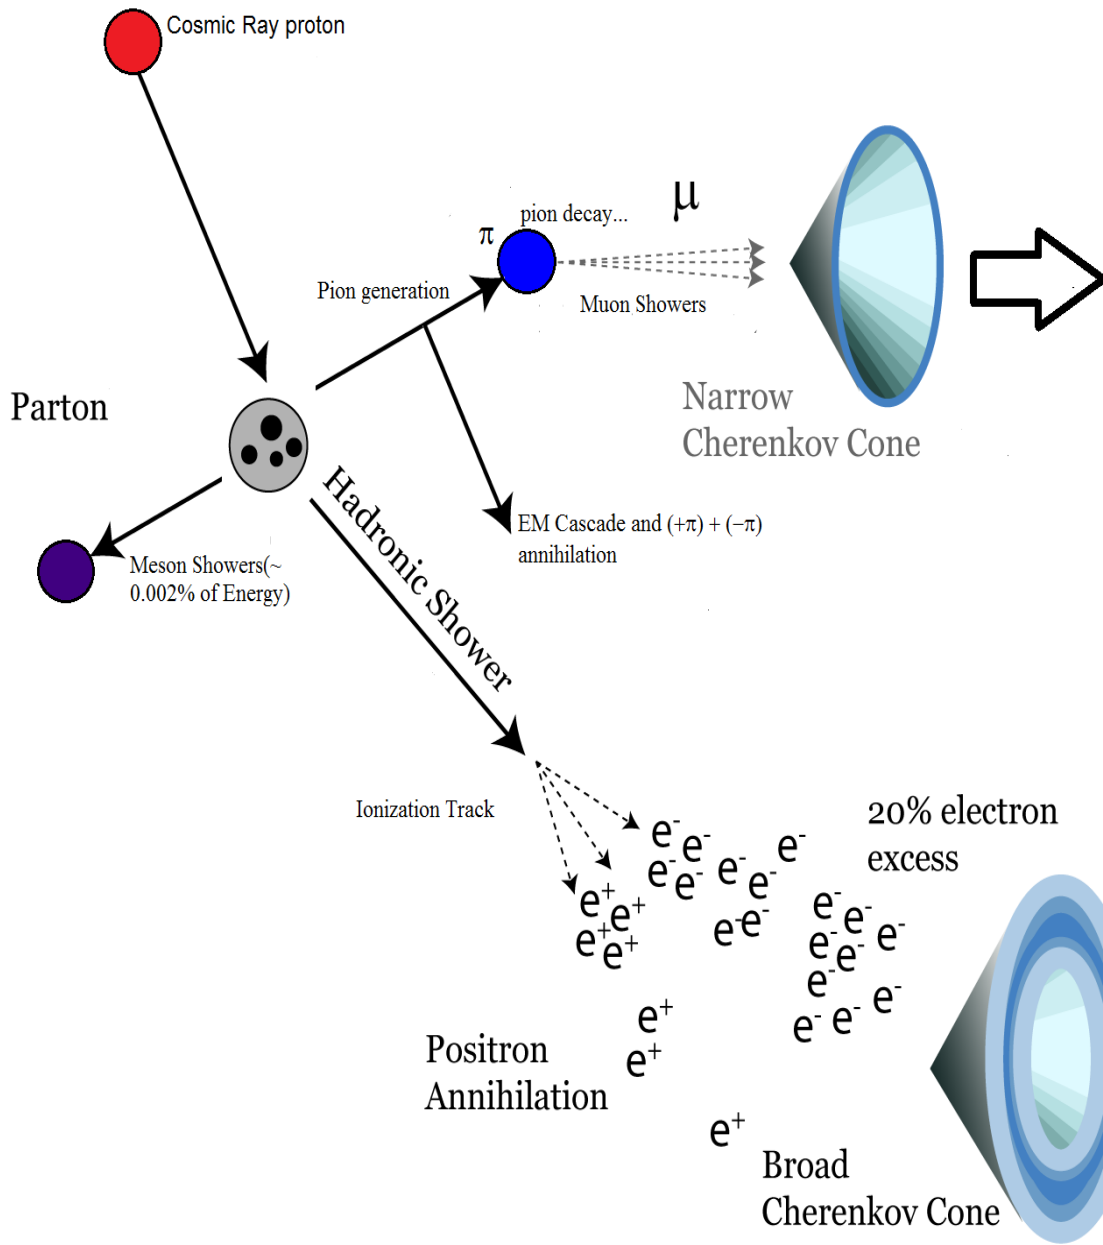 Cosmic Ray proton
pion decay...
μ
π
Pion generation
Muon Showers
Parton
Narrow
Cherenkov Cone
Hadronic Shower
EM Cascade and (+π) + (−π)
annihilation
Meson Showers(~
0.002% of Energy)
Ionization Track
20% electron
excess
e⁻ e⁻ e⁻
e⁻ e⁻ e⁻ e⁻
e⁺ e⁺ e⁻ e⁻ e⁻ e⁻
e⁺ e⁺ e⁻ e⁻ e⁻
e⁻ e⁻
e⁺ e⁻ e⁻
e⁺
Positron
Annihilation
e⁺
Broad
Cherenkov Cone